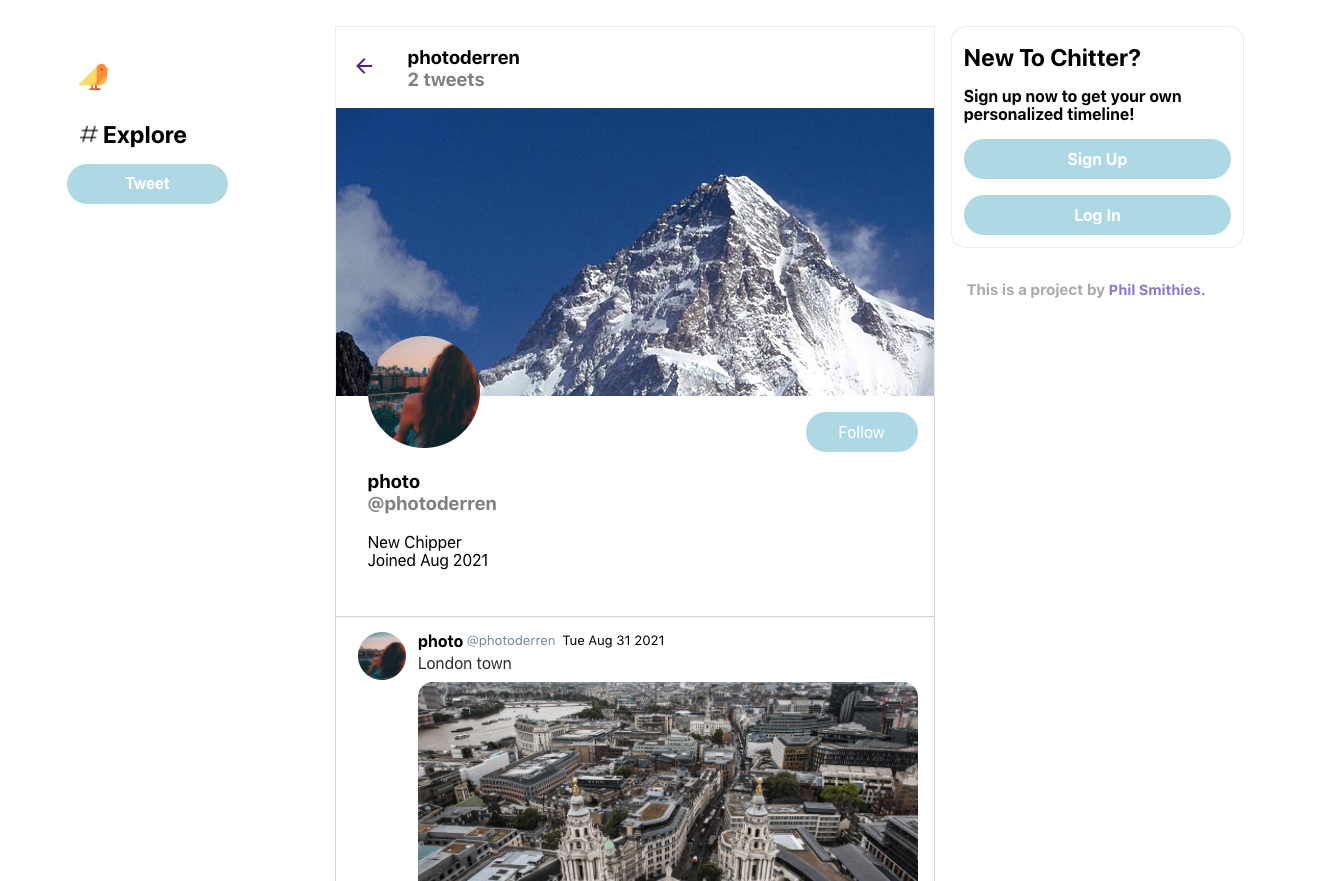 # Explore
Tweet
photoderren
2 tweets
Follow
photo
@photoderren
New Chipper
Joined Aug 2021
photo @photoderren Tue Aug 31 2021
London town
New To Chitter?
Sign up now to get your own
personalized timeline!
Sign Up
Log In
This is a project by Phil Smithies.